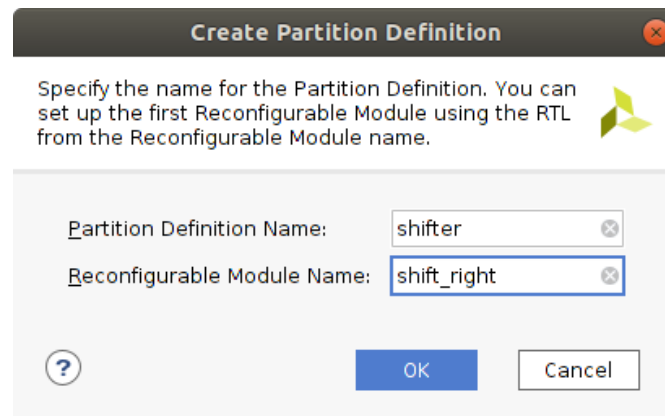 Create Partition Definition
Specify the name for the Partition Definition. You can
set up the first Reconfigurable Module using the RTL
from the Reconfigurable Module name.
Partition Definition Name: shifter
Reconfigurable Module Name: shift_right
? OK Cancel